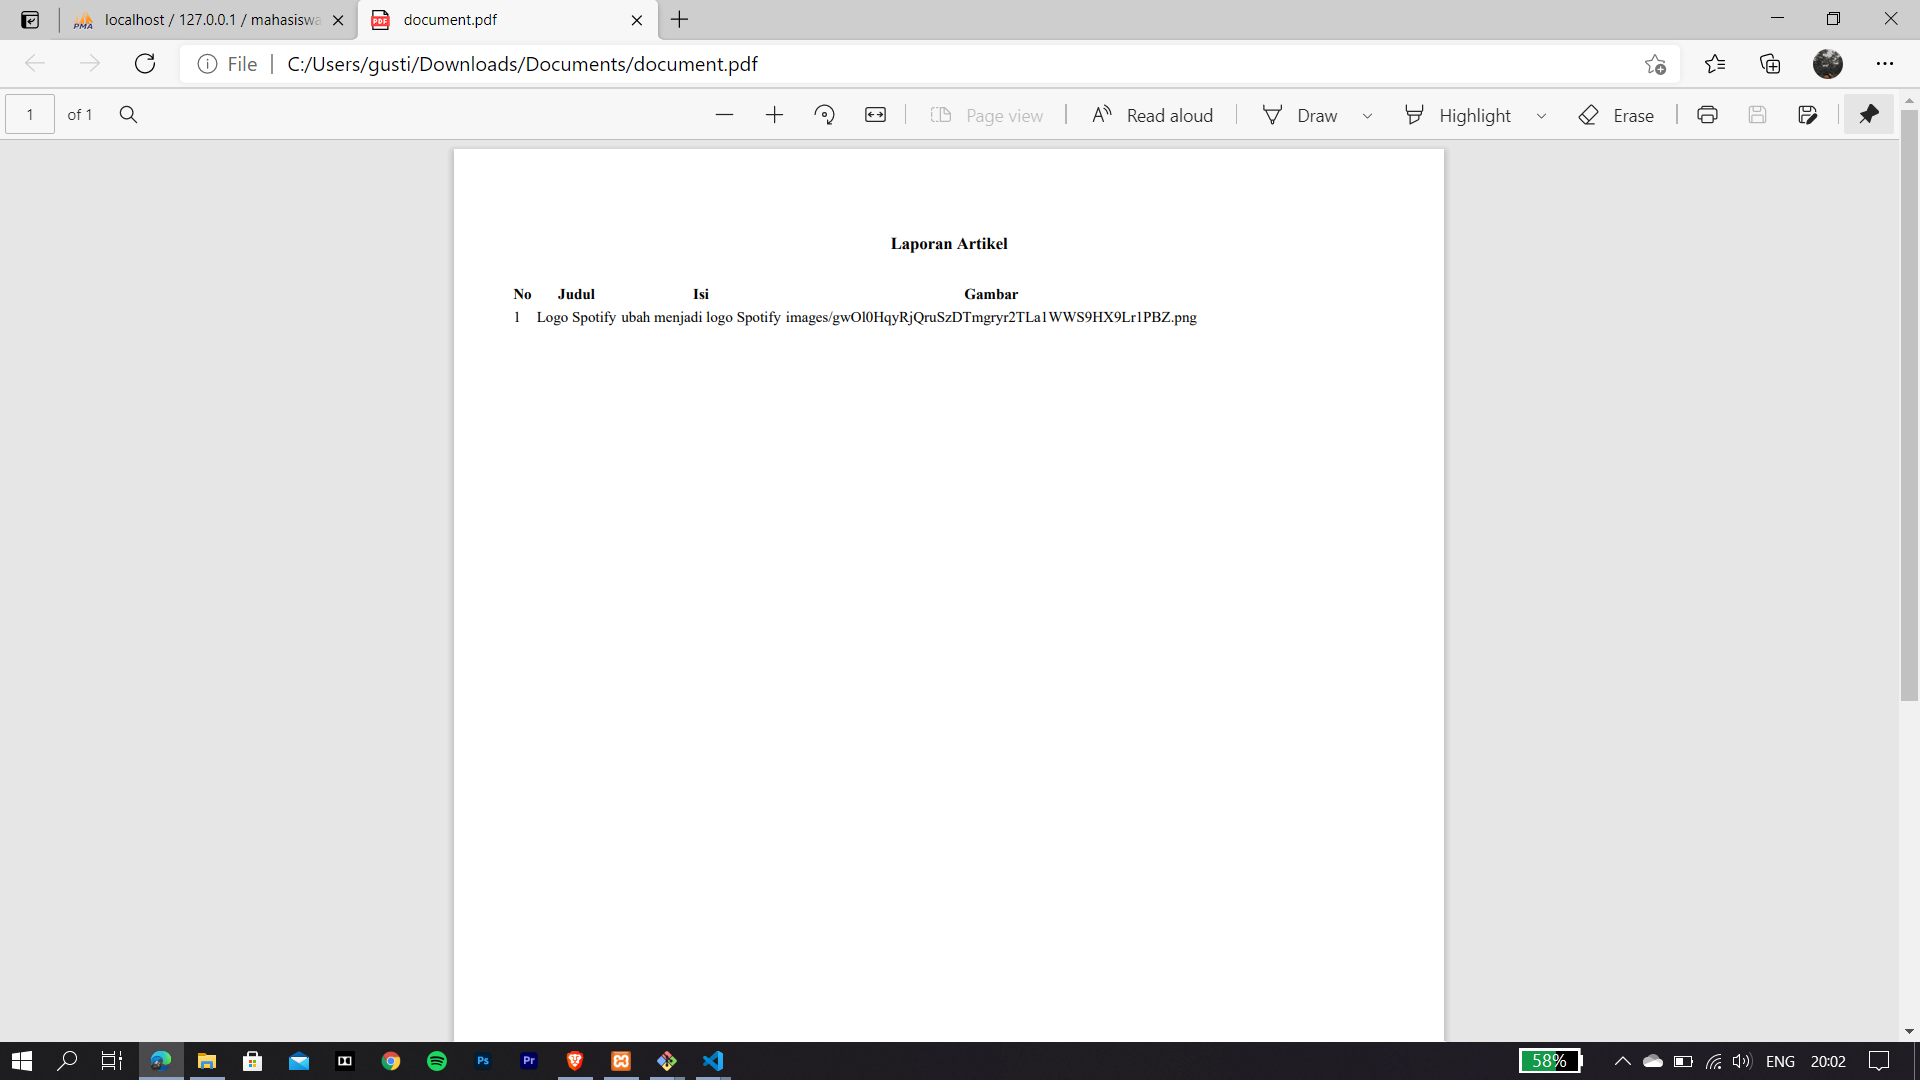 localhost / 127.0.0.1 / mahasiswa
document.pdf
File
C:/Users/gusti/Downloads/Documents/document.pdf
1 of 1
Page view
Read aloud
Draw
Highlight
Erase
Laporan Artikel
No Judul Isi Gambar
1 Logo Spotify ubah menjadi logo Spotify images/gwOl0HqyRjQruSzDTmgryr2TLa1WWS9HX9Lr1PBZ.png
58%
ENG
20:02